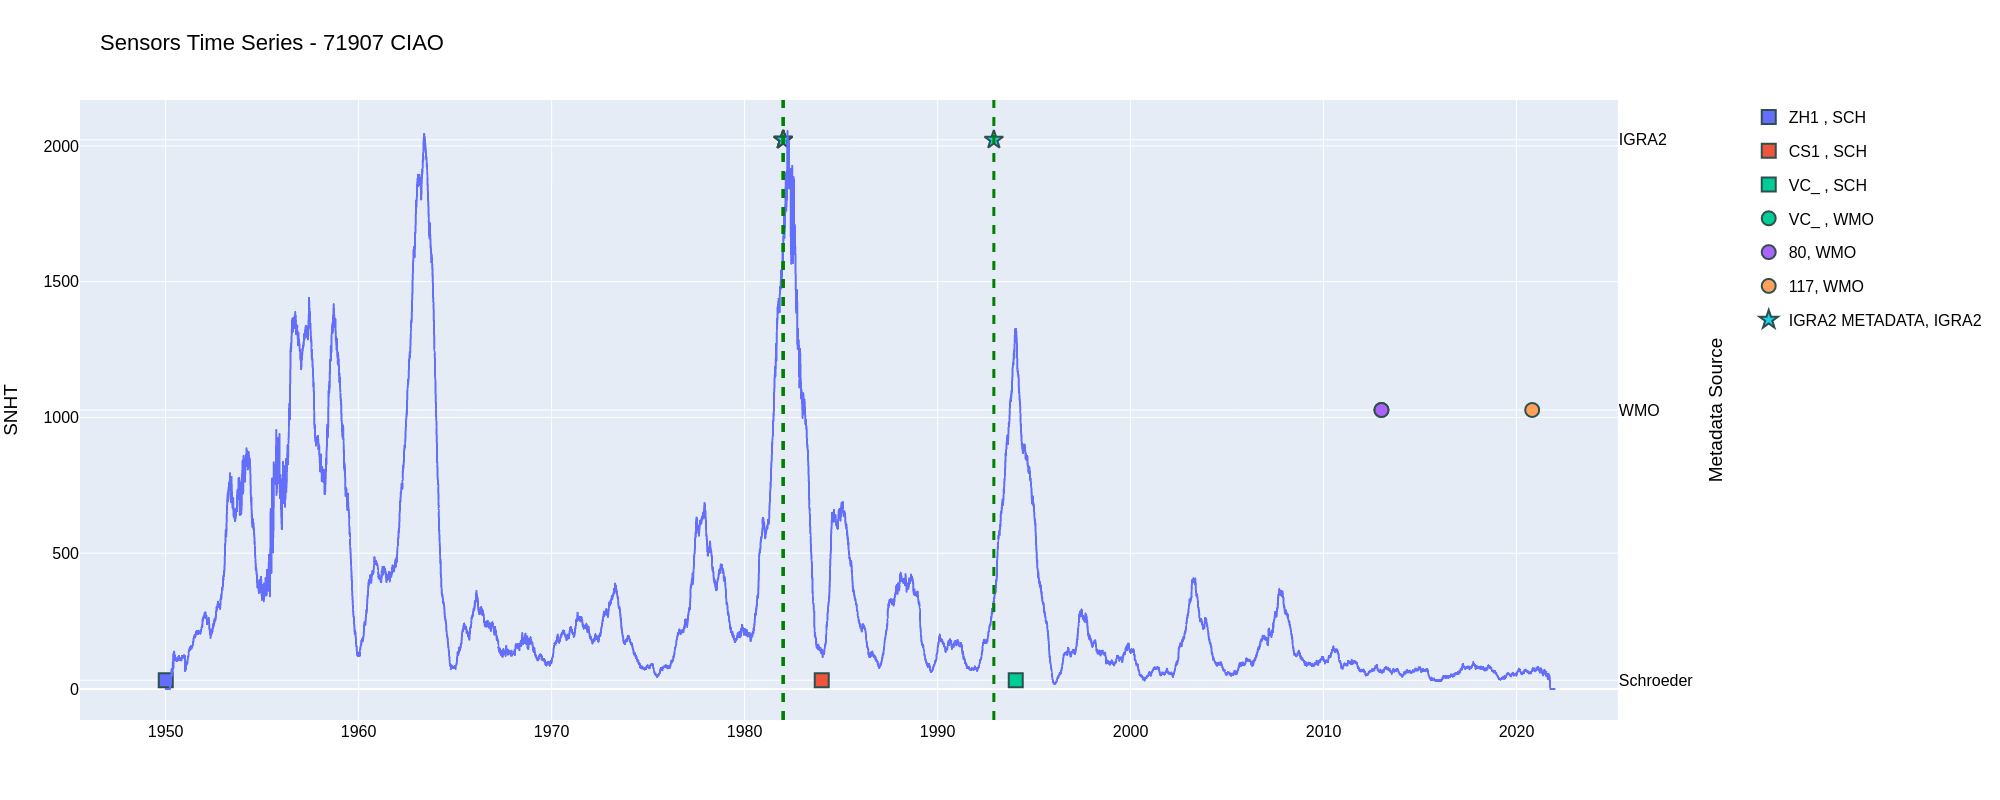 Sensors Time Series - 71907 CIAO
SNHT
2000
1500
1000
500
0
1950
1960
1970
1980
1990
2000
2010
2020
IGRA2
WMO
Schroeder
Metadata Source
ZH1 , SCH
CS1 , SCH
VC_ , SCH
VC_ , WMO
80, WMO
117, WMO
IGRA2 METADATA, IGRA2